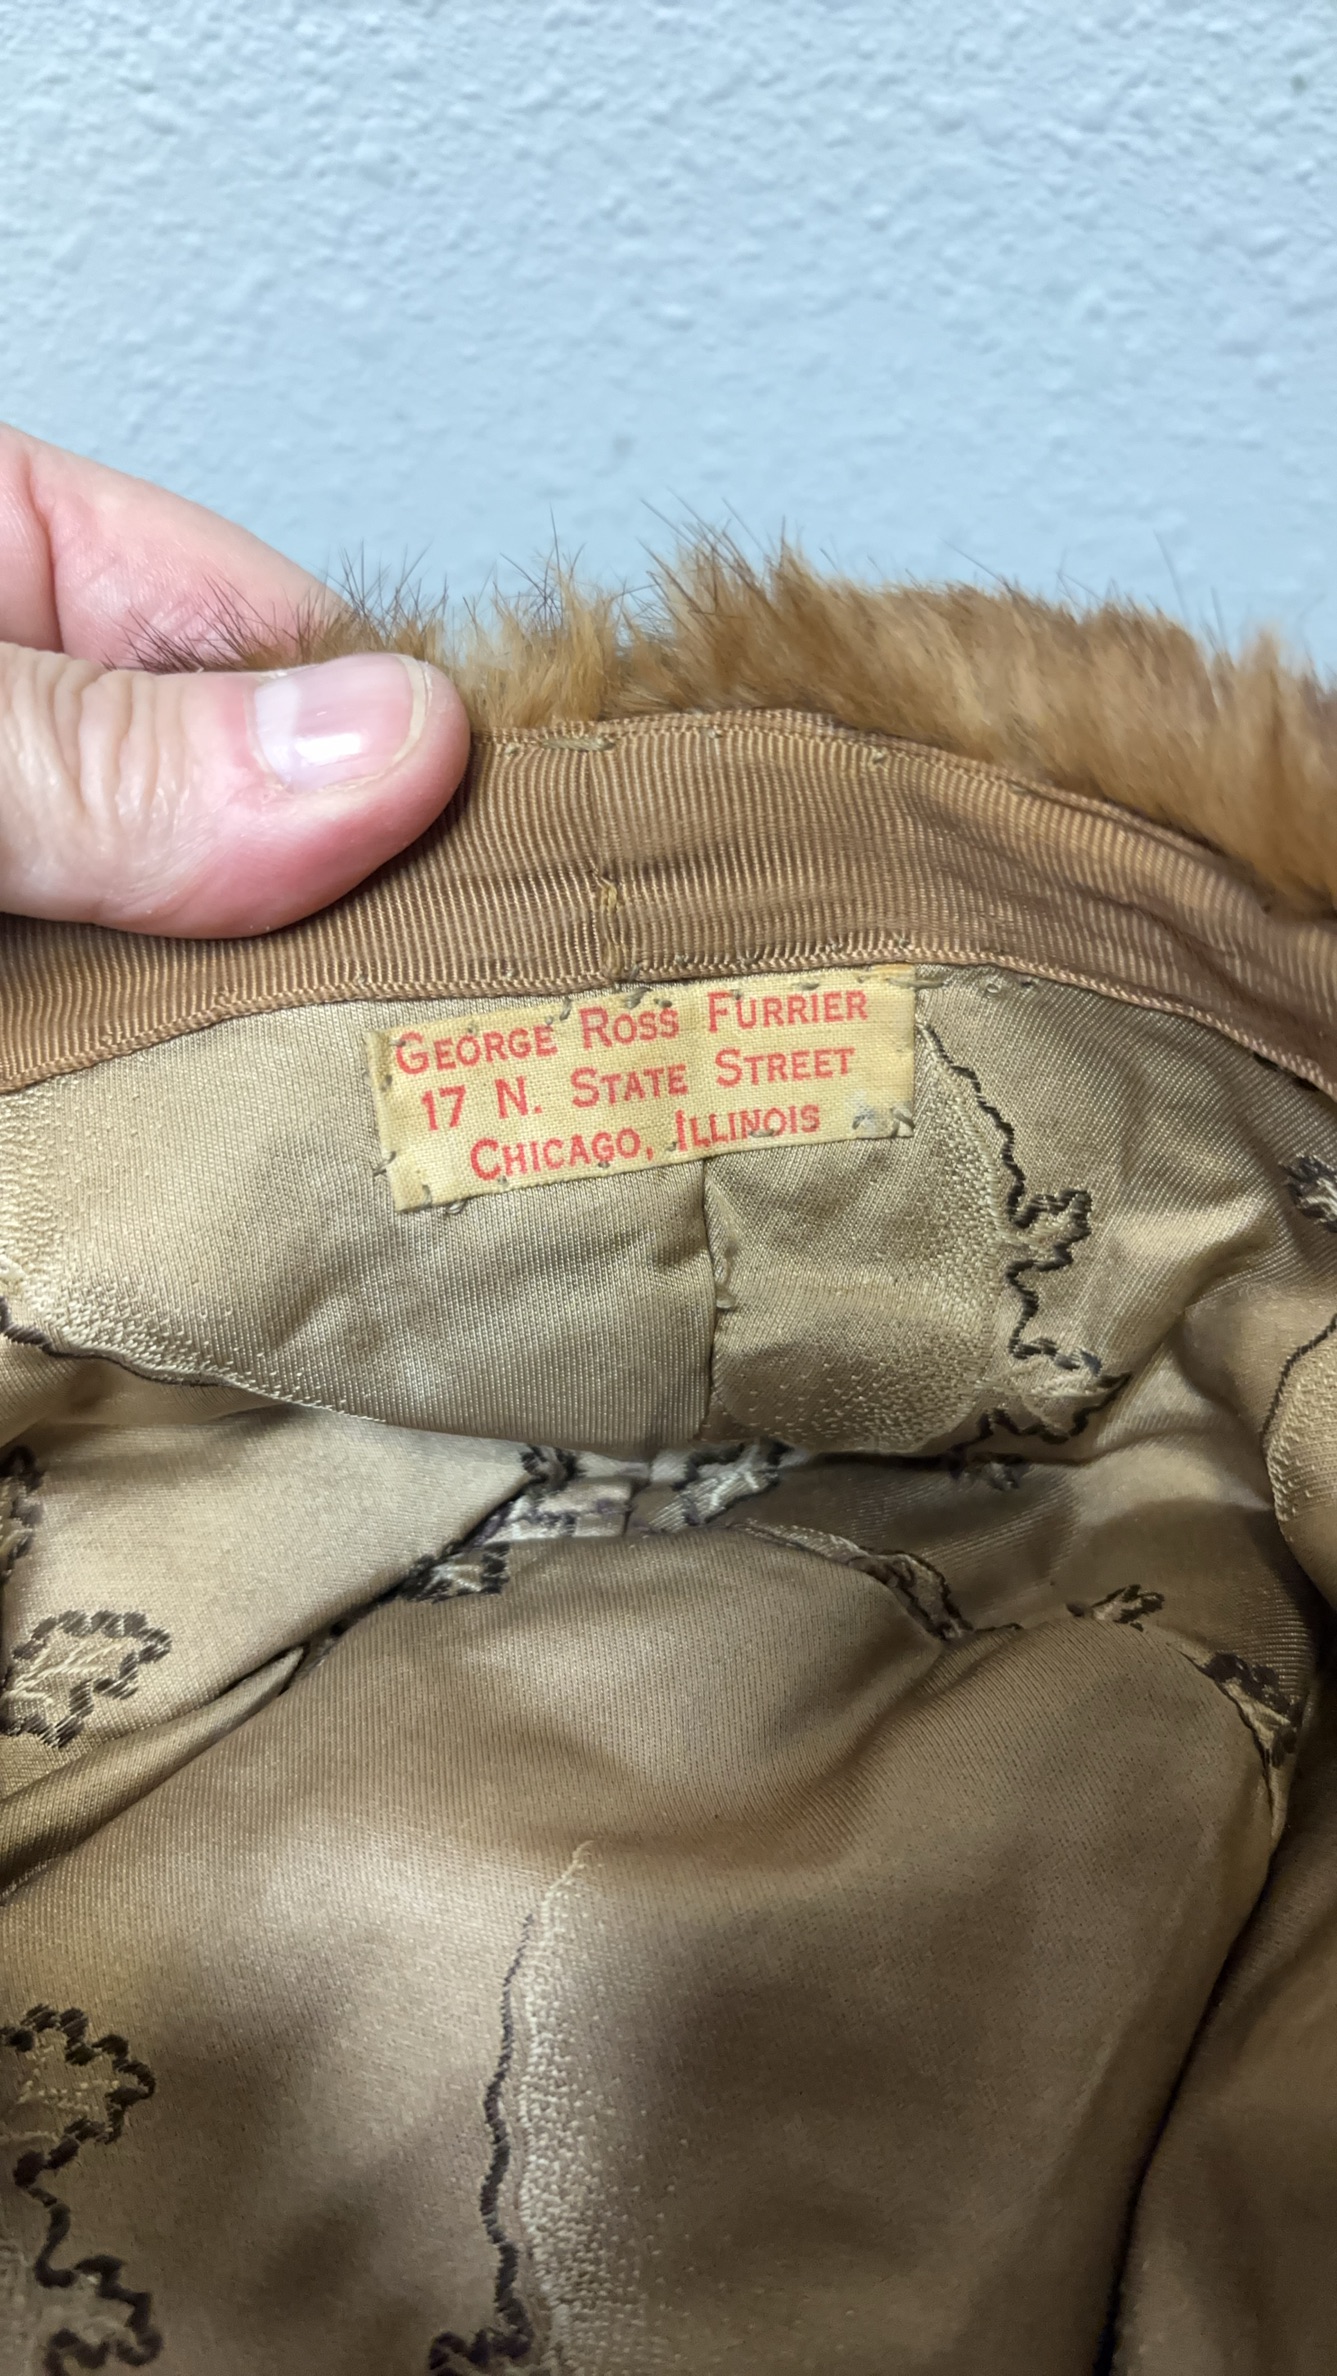 GEORGE ROSS FURRIER
17 N. STATE STREET
CHICAGO, ILLINOIS